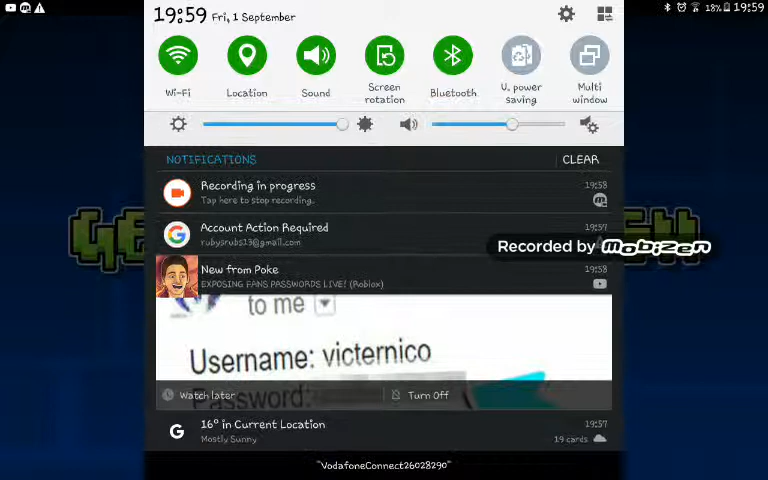 19:59 Fri, 1 September
18% 19:59
Wi-Fi
Location
Sound
Screen
rotation
Bluetooth
U. power
saving
Multi
window
NOTIFICATIONS
CLEAR
Recording in progress
19:58
Tap here to stop recording.
Account Action Required
19:57
rubysrubs13@gmail.com
Recorded by Mobizen
New from Poke
19:58
EXPOSING FANS PASSWORDS LIVE! (Roblox)
to me
Username: victernico
Password:
Watch later
Turn Off
16° in Current Location
19:57
Mostly Sunny
19 cards
"VodafoneConnect26028290"